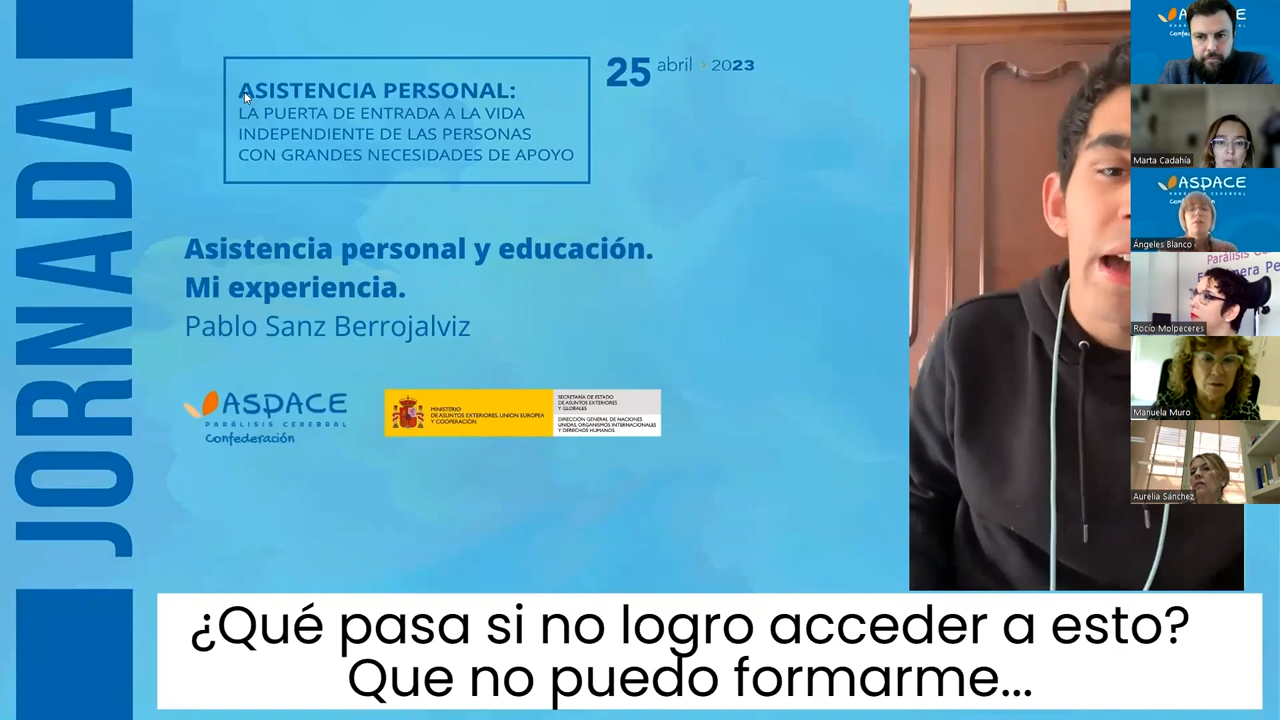 JORNADA
ASISTENCIA PERSONAL:
LA PUERTA DE ENTRADA A LA VIDA
INDEPENDIENTE DE LAS PERSONAS
CON GRANDES NECESIDADES DE APOYO
25 abril > 2023
Asistencia personal y educación.
Mi experiencia.
Pablo Sanz Berrojalviz
ASPACE
PARÁLISIS CEREBRAL
Confederación
MINISTERIO
DE ASUNTOS EXTERIORES, UNIÓN EUROPEA
Y COOPERACIÓN
SECRETARÍA DE ESTADO
DE ASUNTOS EXTERIORES
Y GLOBALES
DIRECCIÓN GENERAL DE NACIONES
UNIDAS, ORGANISMOS INTERNACIONALES
Y DERECHOS HUMANOS
Marta Cadahía
ASPACE
PARÁLISIS CEREBRAL
Ángeles Blanco
Rocío Molpeceres
Manuela Muro
Aurelia Sánchez
¿Qué pasa si no logro acceder a esto?
Que no puedo formarme...